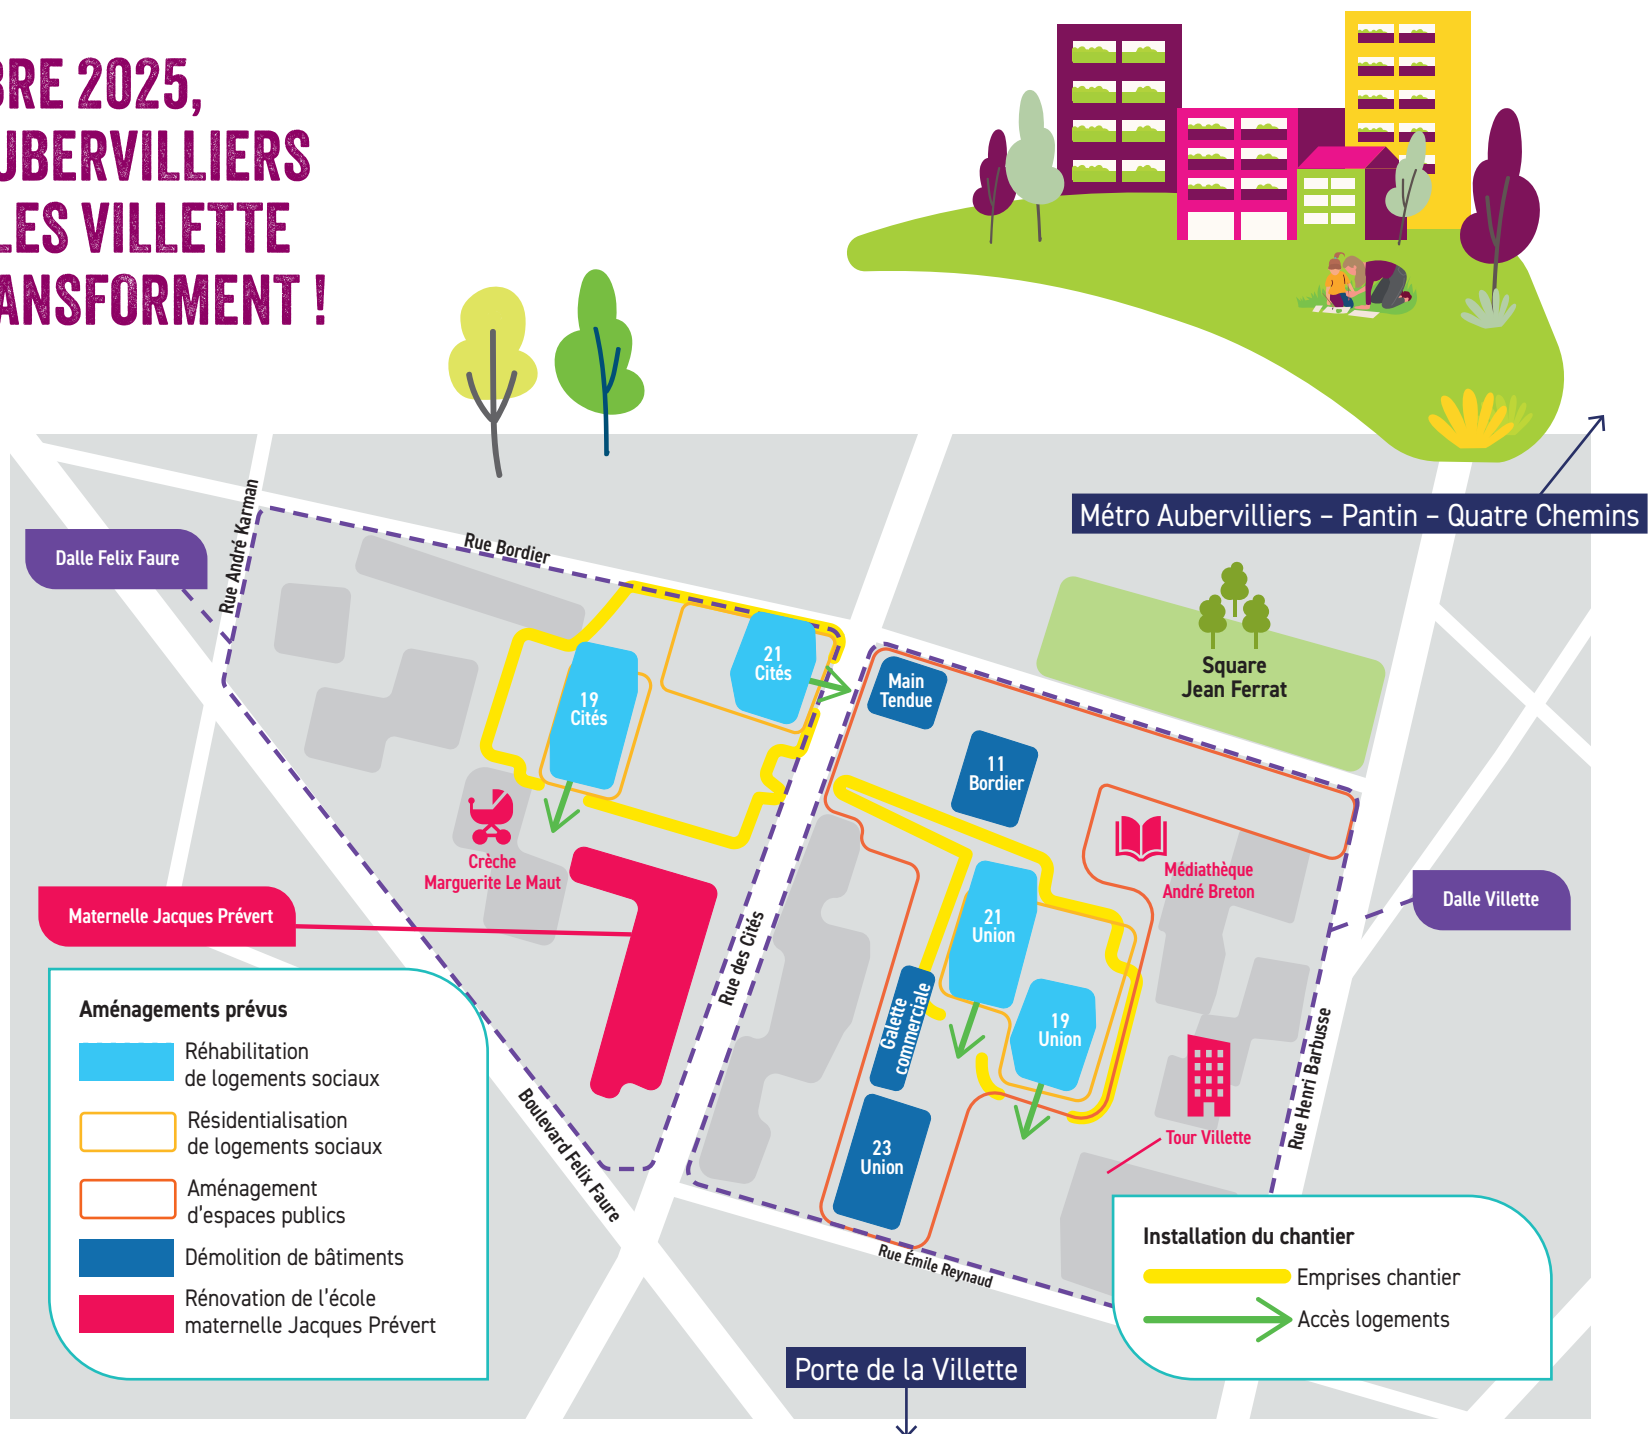 BRE 2025,
UBERVILLIERS
LES VILLETTE
ANSFORMENT !
Métro Aubervilliers – Pantin – Quatre Chemins
Dalle Felix Faure
Rue André Karman
Rue Bordier
21
Cités
19
Cités
Main
Tendue
11
Bordier
Square
Jean Ferrat
Crèche
Marguerite Le Maut
Médiathèque
André Breton
Maternelle Jacques Prévert
Dalle Villette
Rue des Cités
21
Union
19
Union
Galette
commerciale
23
Union
Tour Villette
Rue Henri Barbusse
Boulevard Felix Faure
Rue Émile Reynaud
Aménagements prévus
Réhabilitation
de logements sociaux
Résidentialisation
de logements sociaux
Aménagement
d'espaces publics
Démolition de bâtiments
Rénovation de l'école
maternelle Jacques Prévert
Installation du chantier
Emprises chantier
Accès logements
Porte de la Villette